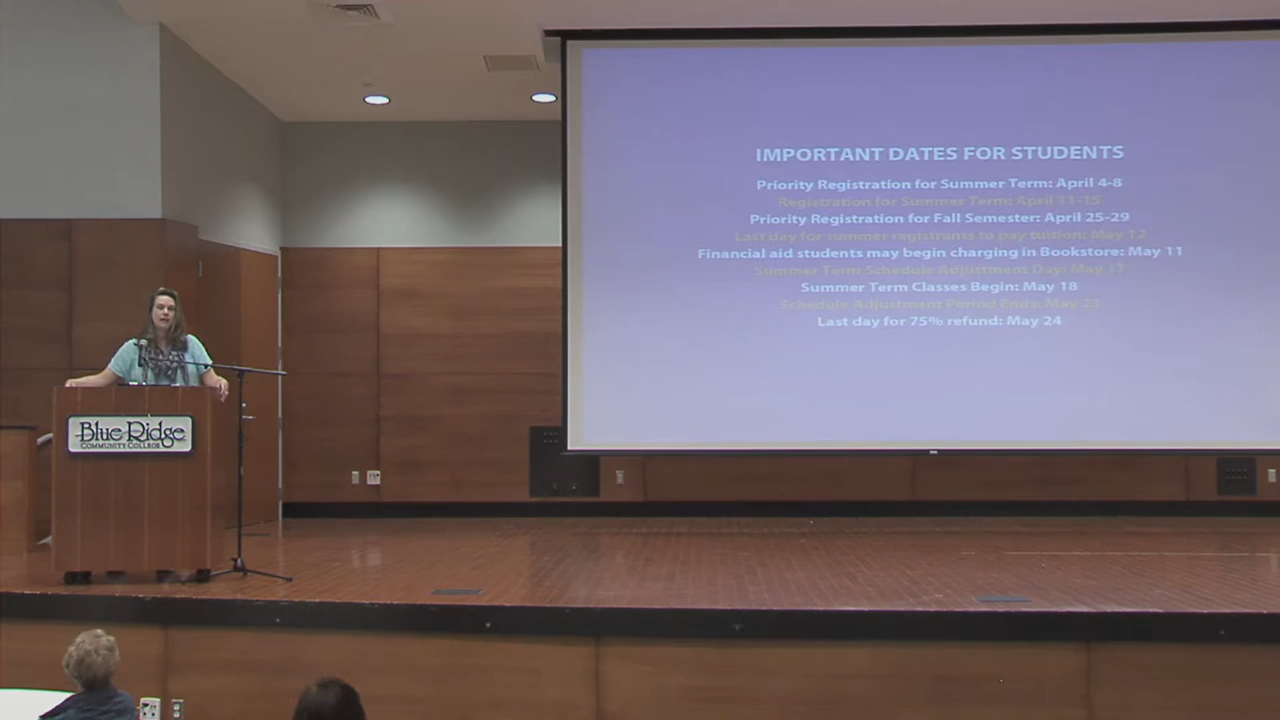 IMPORTANT DATES FOR STUDENTS
Priority Registration for Summer Term: April 4-8
Registration for Summer Term: April 11-15
Priority Registration for Fall Semester: April 25-29
Last day for summer registrants to pay tuition: May 12
Financial aid students may begin charging in Bookstore: May 11
Summer Term Schedule Adjustment Day: May 17
Summer Term Classes Begin: May 18
Schedule Adjustment Period Ends: May 23
Last day for 75% refund: May 24
Blue Ridge
COMMUNITY COLLEGE